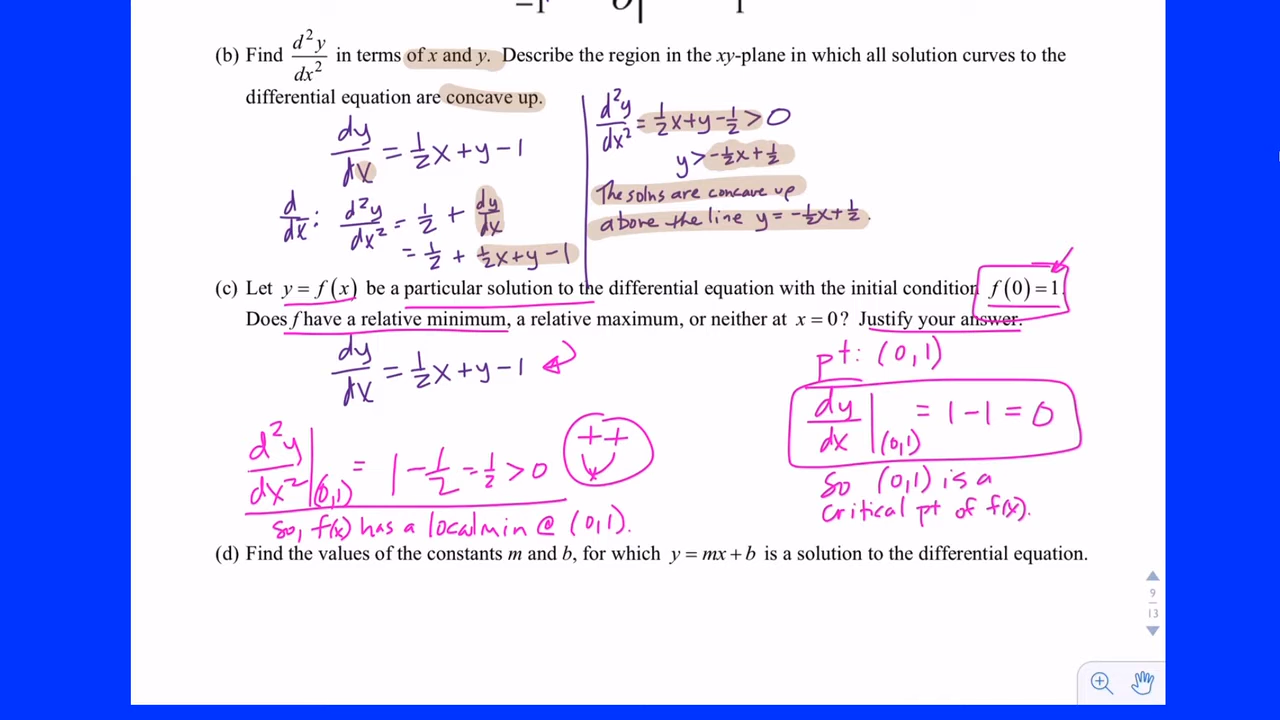 (b) Find d²y/dx² in terms of x and y. Describe the region in the xy-plane in which all solution curves to the
differential equation are concave up.
dy/dx = 1/2x+y-1
d/dx: d²y/dx² = 1/2 + dy/dx
= 1/2 + 1/2x+y-1
d²y/dx² = 1/2x+y-1/2 > 0
y > -1/2x+1/2
The solns are concave up
above the line y = -1/2x+1/2.
(c) Let y = f(x) be a particular solution to the differential equation with the initial condition f(0) = 1.
Does f have a relative minimum, a relative maximum, or neither at x = 0? Justify your answer.
dy/dx = 1/2x+y-1
pt: (0,1)
dy/dx|(0,1) = 1-1 = 0
So (0,1) is a
critical pt of f(x).
d²y/dx²|(0,1) = 1-1/2 = 1/2 > 0
++
So, f(x) has a local min @ (0,1).
(d) Find the values of the constants m and b, for which y = mx + b is a solution to the differential equation.
9
13